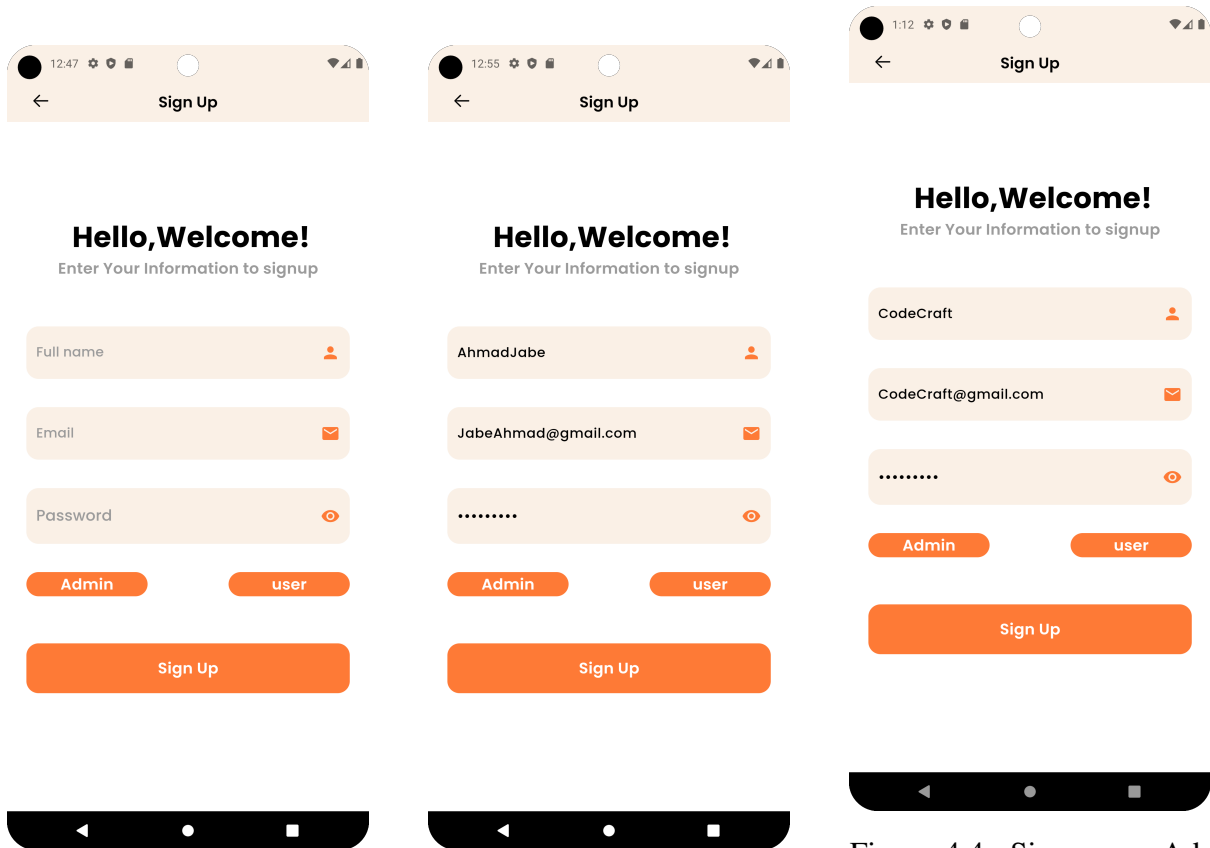 12:47
Sign Up
Hello,Welcome!
Enter Your Information to signup
Full name
Email
Password
Admin user
Sign Up
12:55
Sign Up
Hello,Welcome!
Enter Your Information to signup
AhmadJabe
JabeAhmad@gmail.com
•••••••••
Admin user
Sign Up
1:12
Sign Up
Hello,Welcome!
Enter Your Information to signup
CodeCraft
CodeCraft@gmail.com
•••••••••
Admin user
Sign Up